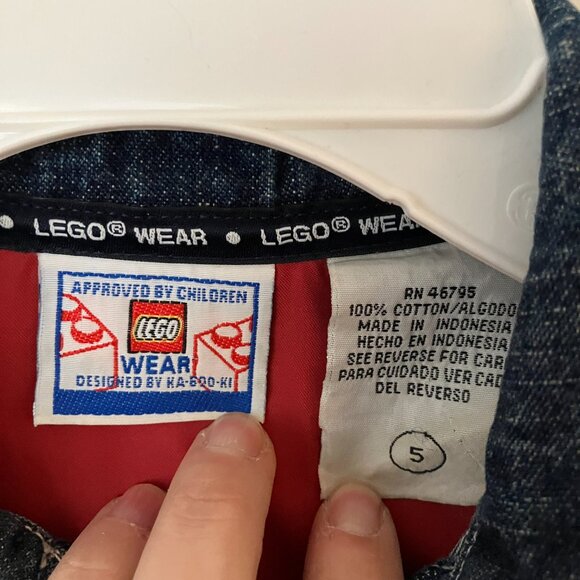 LEGO® WEAR LEGO® WEAR
APPROVED BY CHILDREN
LEGO
WEAR
DESIGNED BY KA-BOO-KI
RN 46795
100% COTTON/ALGODO
MADE IN INDONESIA
HECHO EN INDONESIA
SEE REVERSE FOR CAR
PARA CUIDADO VER CAD
DEL REVERSO
5